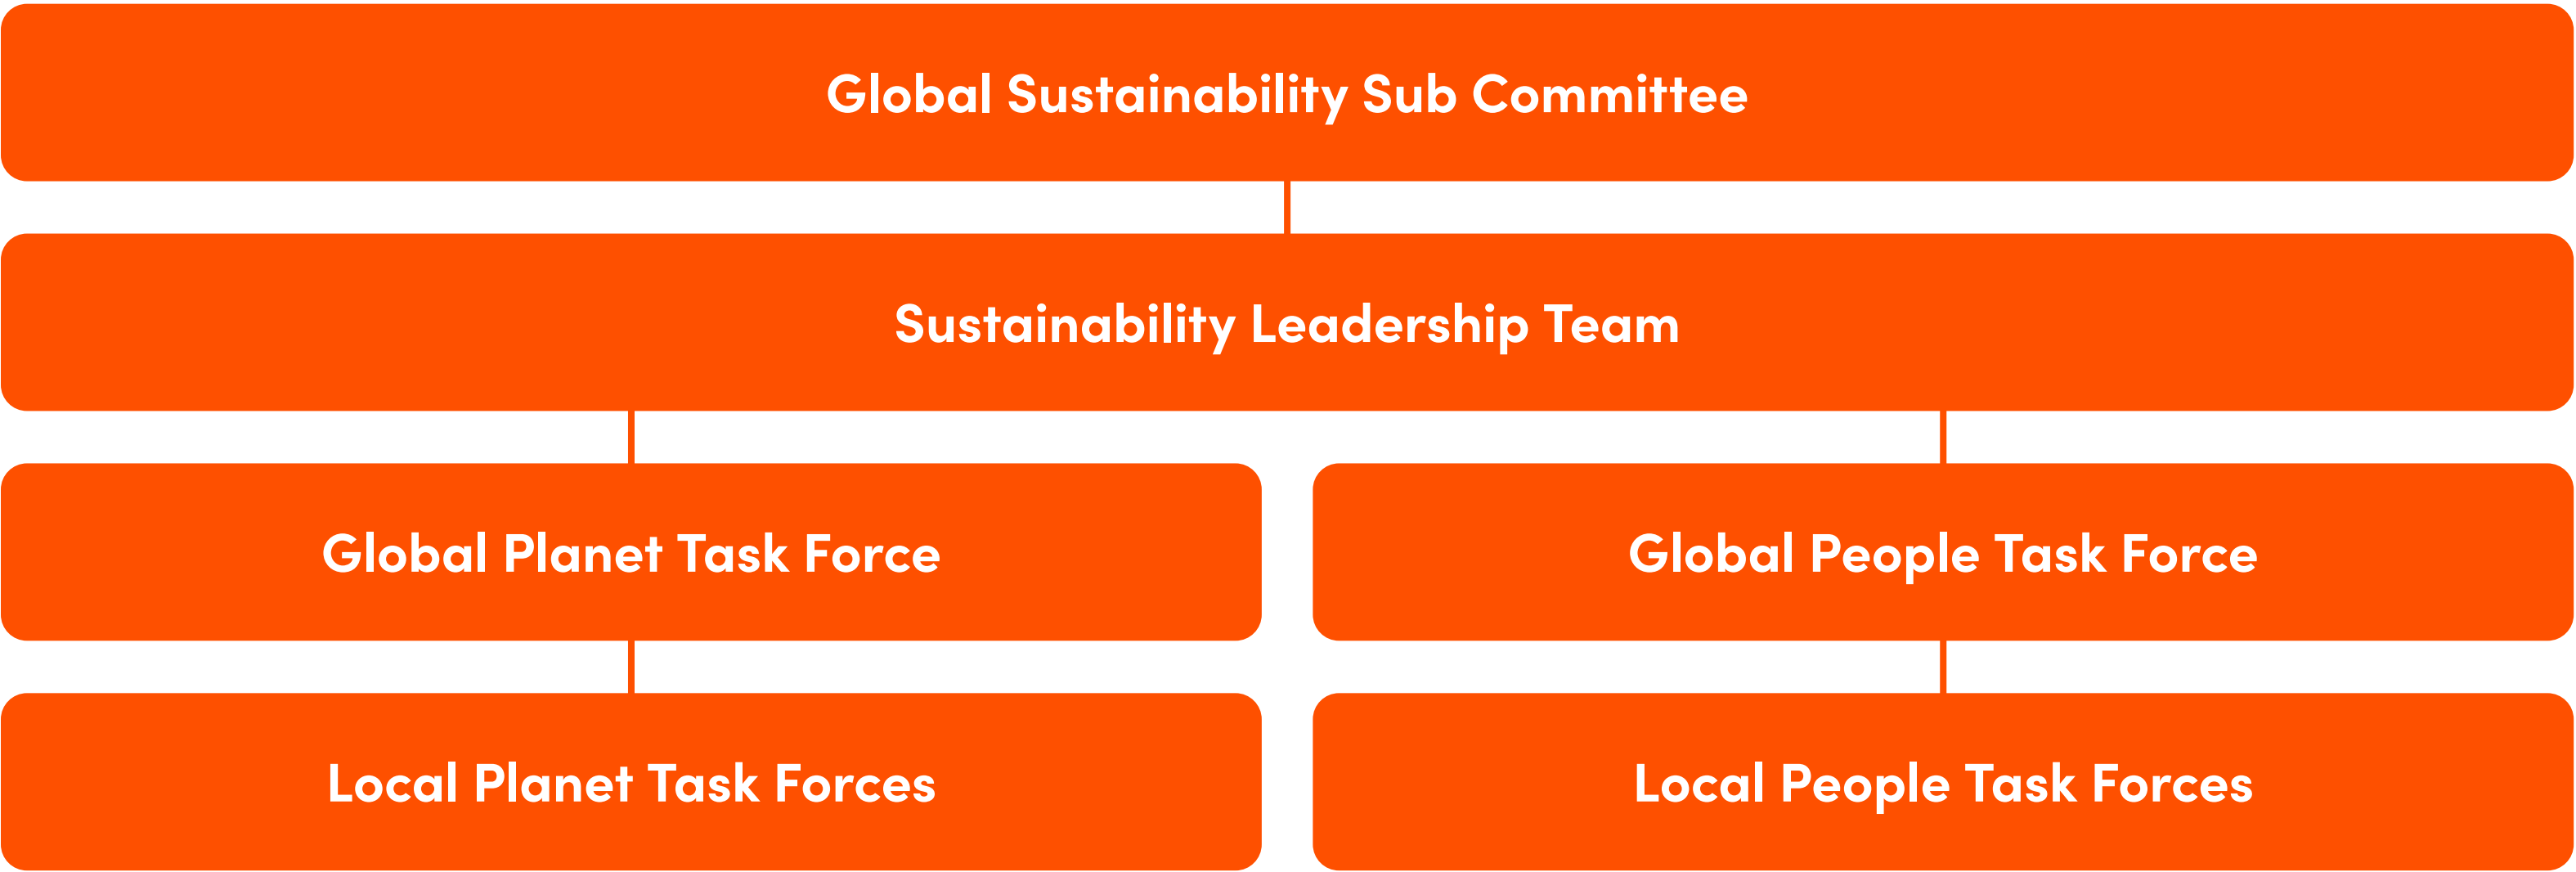 Global Sustainability Sub Committee
Sustainability Leadership Team
Global Planet Task Force
Global People Task Force
Local Planet Task Forces
Local People Task Forces